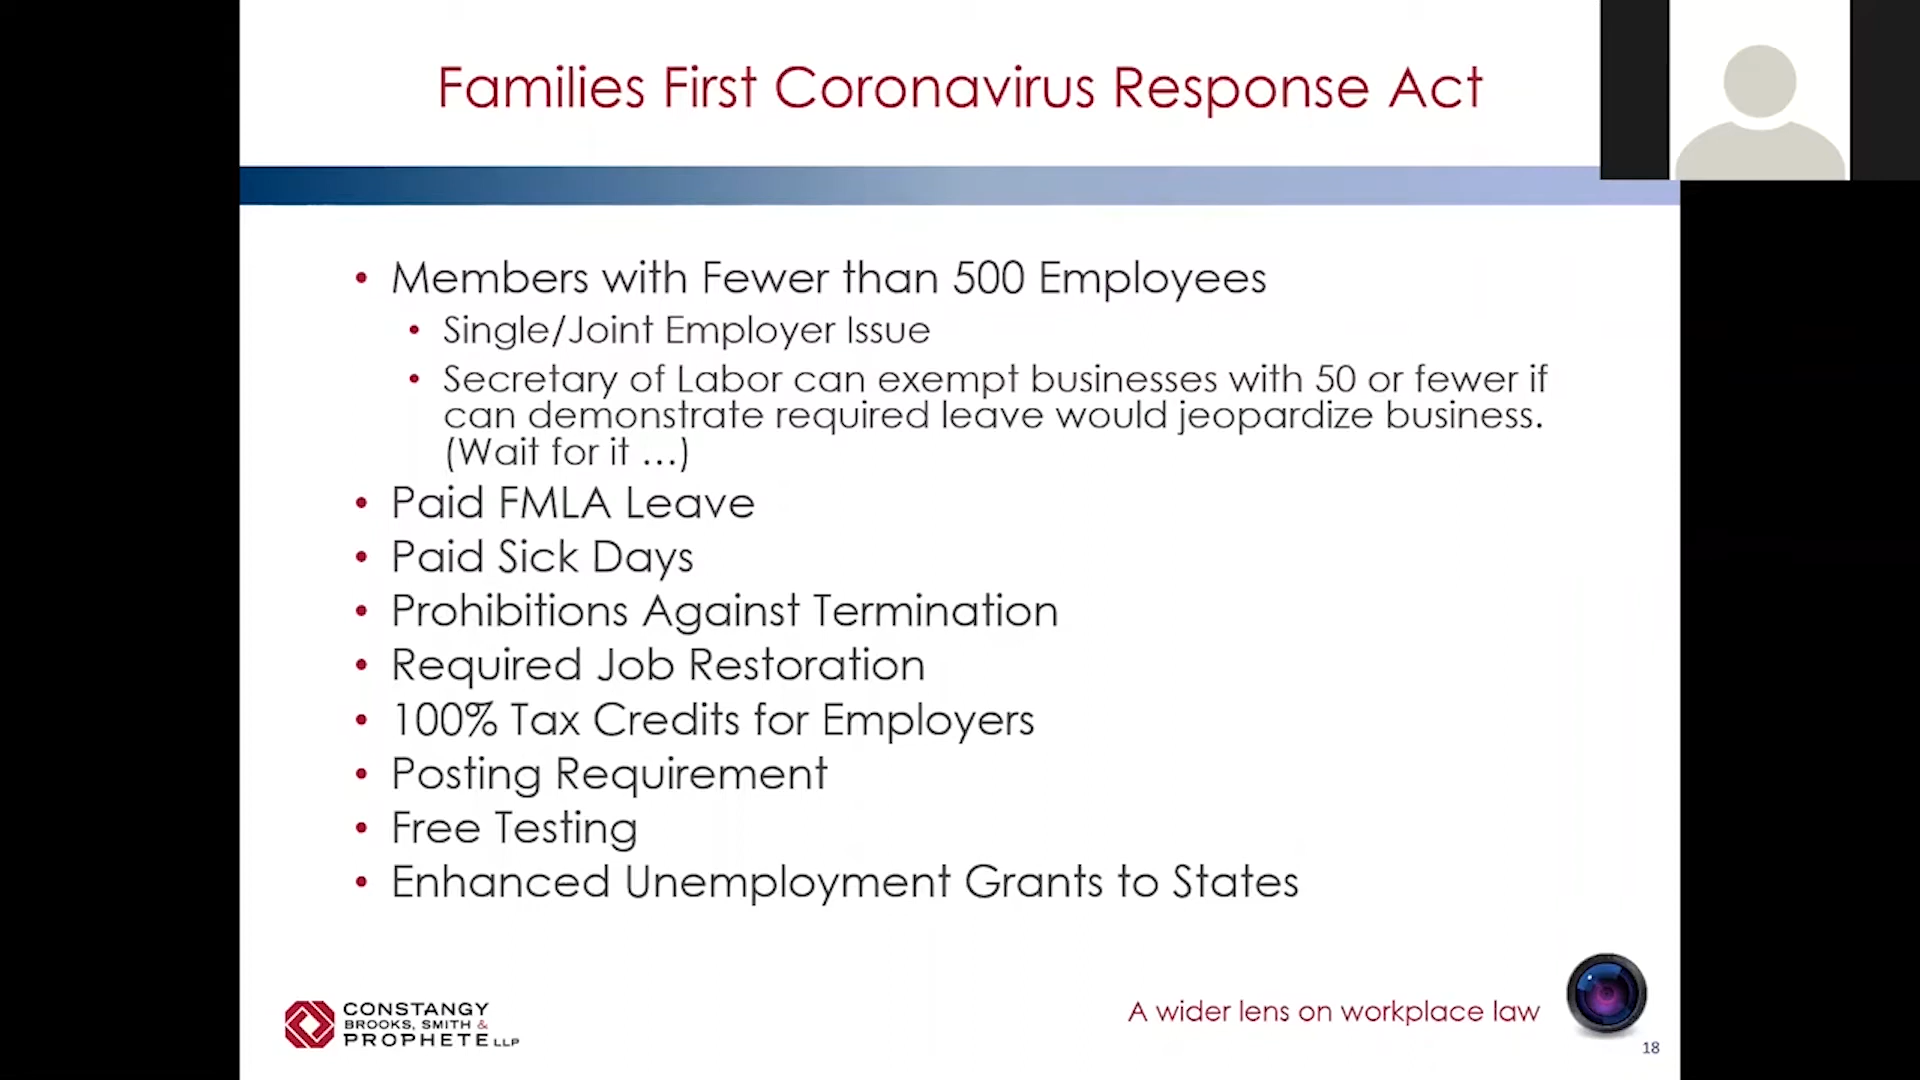 Families First Coronavirus Response Act
• Members with Fewer than 500 Employees
• Single/Joint Employer Issue
• Secretary of Labor can exempt businesses with 50 or fewer if
can demonstrate required leave would jeopardize business.
(Wait for it ...)
• Paid FMLA Leave
• Paid Sick Days
• Prohibitions Against Termination
• Required Job Restoration
• 100% Tax Credits for Employers
• Posting Requirement
• Free Testing
• Enhanced Unemployment Grants to States
CONSTANGY
BROOKS, SMITH &
PROPHETE LLP
A wider lens on workplace law
18